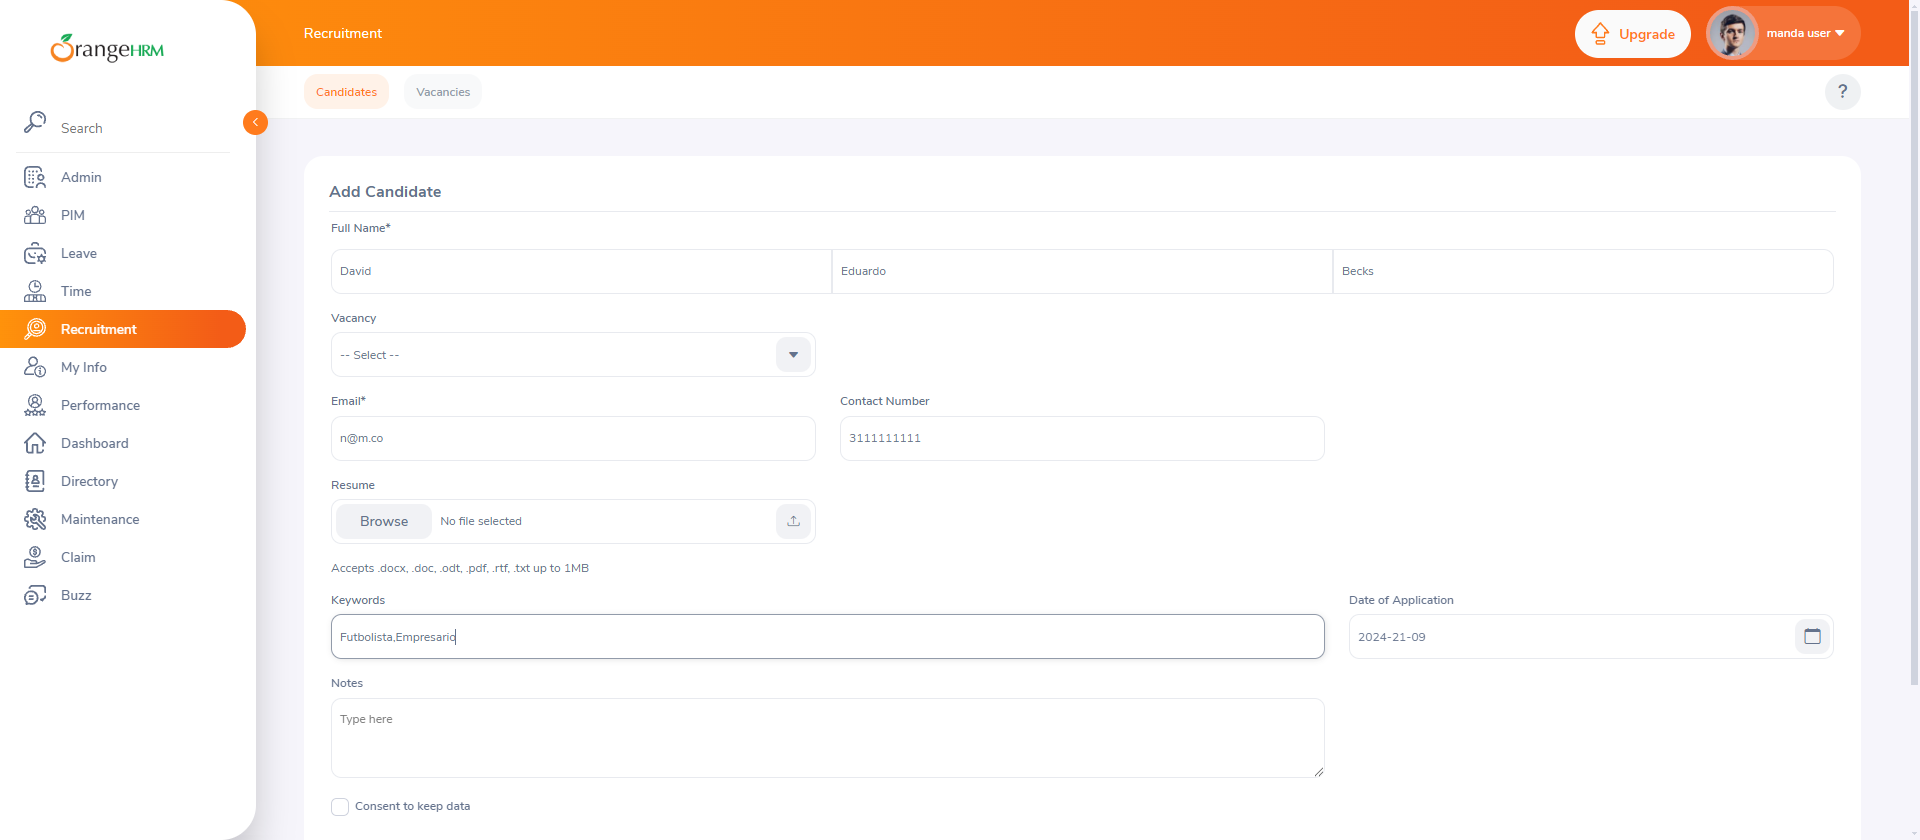 OrangeHRM
Search
Admin
PIM
Leave
Time
Recruitment
My Info
Performance
Dashboard
Directory
Maintenance
Claim
Buzz
Recruitment
Upgrade
manda user
Candidates
Vacancies
?
Add Candidate
Full Name*
David Eduardo Becks
Vacancy
-- Select --
Email* Contact Number
n@m.co 3111111111
Resume
Browse No file selected
Accepts .docx, .doc, .odt, .pdf, .rtf, .txt up to 1MB
Keywords Date of Application
Futbolista,Empresario 2024-21-09
Notes
Type here
Consent to keep data